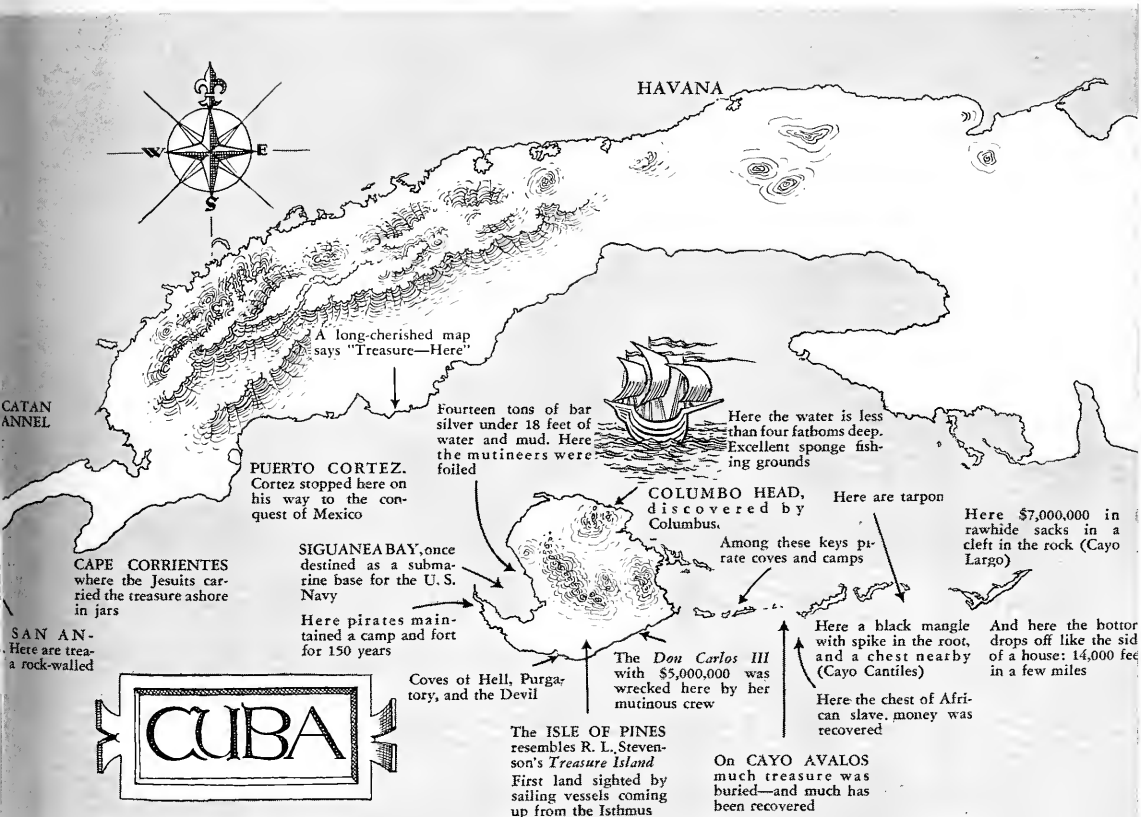 HAVANA
W
E
S
A long-cherished map
says "Treasure—Here"
CATAN
ANNEL
Fourteen tons of bar
silver under 18 feet of
water and mud. Here
the mutineers were
foiled
Here the water is less
than four fathoms deep.
Excellent sponge fish-
ing grounds
PUERTO CORTEZ.
Cortez stopped here on
his way to the con-
quest of Mexico
COLUMBO HEAD,
discovered by
Columbus.
Here are tarpon
Here $7,000,000 in
rawhide sacks in a
cleft in the rock (Cayo
Largo)
CAPE CORRIENTES
where the Jesuits car-
ried the treasure ashore
in jars
SIGUANEA BAY, once
destined as a subma-
rine base for the U. S.
Navy
Among these keys pi-
rate coves and camps
Here pirates main-
tained a camp and fort
for 150 years
SAN AN-
. Here are trea-
a rock-walled
Coves of Hell, Purga-
tory, and the Devil
The Don Carlos III
with $5,000,000 was
wrecked here by her
mutinous crew
Here a black mangle
with spike in the root,
and a chest nearby
(Cayo Cantiles)
And here the bottor
drops off like the sid
of a house: 14,000 fee
in a few miles
Here the chest of Afri-
can slave money was
recovered
CUBA
The ISLE OF PINES
resembles R. L. Steven-
son's Treasure Island
First land sighted by
sailing vessels coming
up from the Isthmus
On CAYO AVALOS
much treasure was
buried—and much has
been recovered